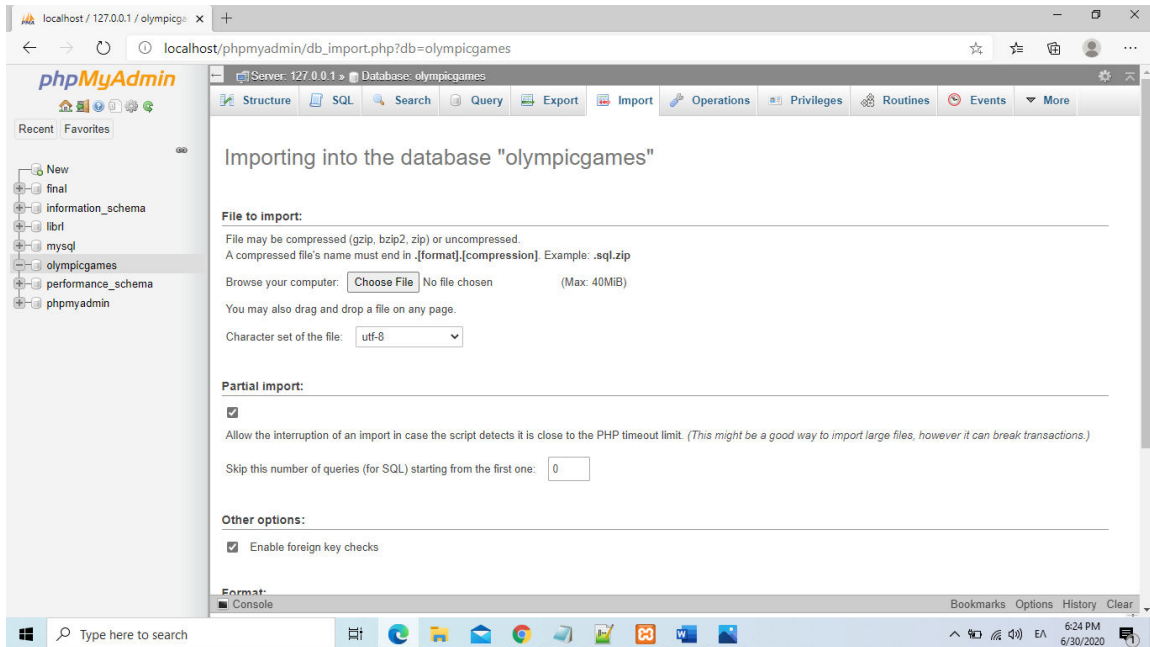 localhost / 127.0.0.1 / olympicga
localhost/phpmyadmin/db_import.php?db=olympicgames
phpMyAdmin
Recent Favorites
New
final
information_schema
librl
mysql
olympicgames
performance_schema
phpmyadmin
Server: 127.0.0.1 » Database: olympicgames
Structure SQL Search Query Export Import Operations Privileges Routines Events More
Importing into the database "olympicgames"
File to import:
File may be compressed (gzip, bzip2, zip) or uncompressed.
A compressed file's name must end in .[format].[compression]. Example: .sql.zip
Browse your computer: Choose File No file chosen (Max: 40MiB)
You may also drag and drop a file on any page.
Character set of the file: utf-8
Partial import:
Allow the interruption of an import in case the script detects it is close to the PHP timeout limit. (This might be a good way to import large files, however it can break transactions.)
Skip this number of queries (for SQL) starting from the first one: 0
Other options:
Enable foreign key checks
Format:
Console Bookmarks Options History Clear
Type here to search
ΕΛ
6:24 PM
6/30/2020